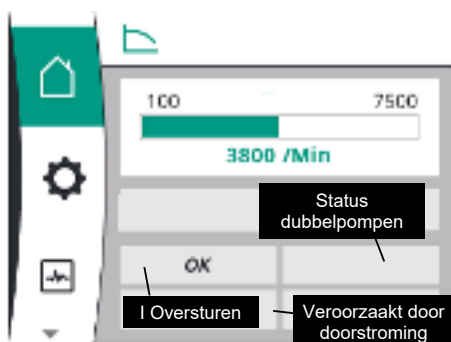 100 7500
3800 /Min
Status
dubbelpompen
OK
I Oversturen
Veroorzaakt door
doorstroming